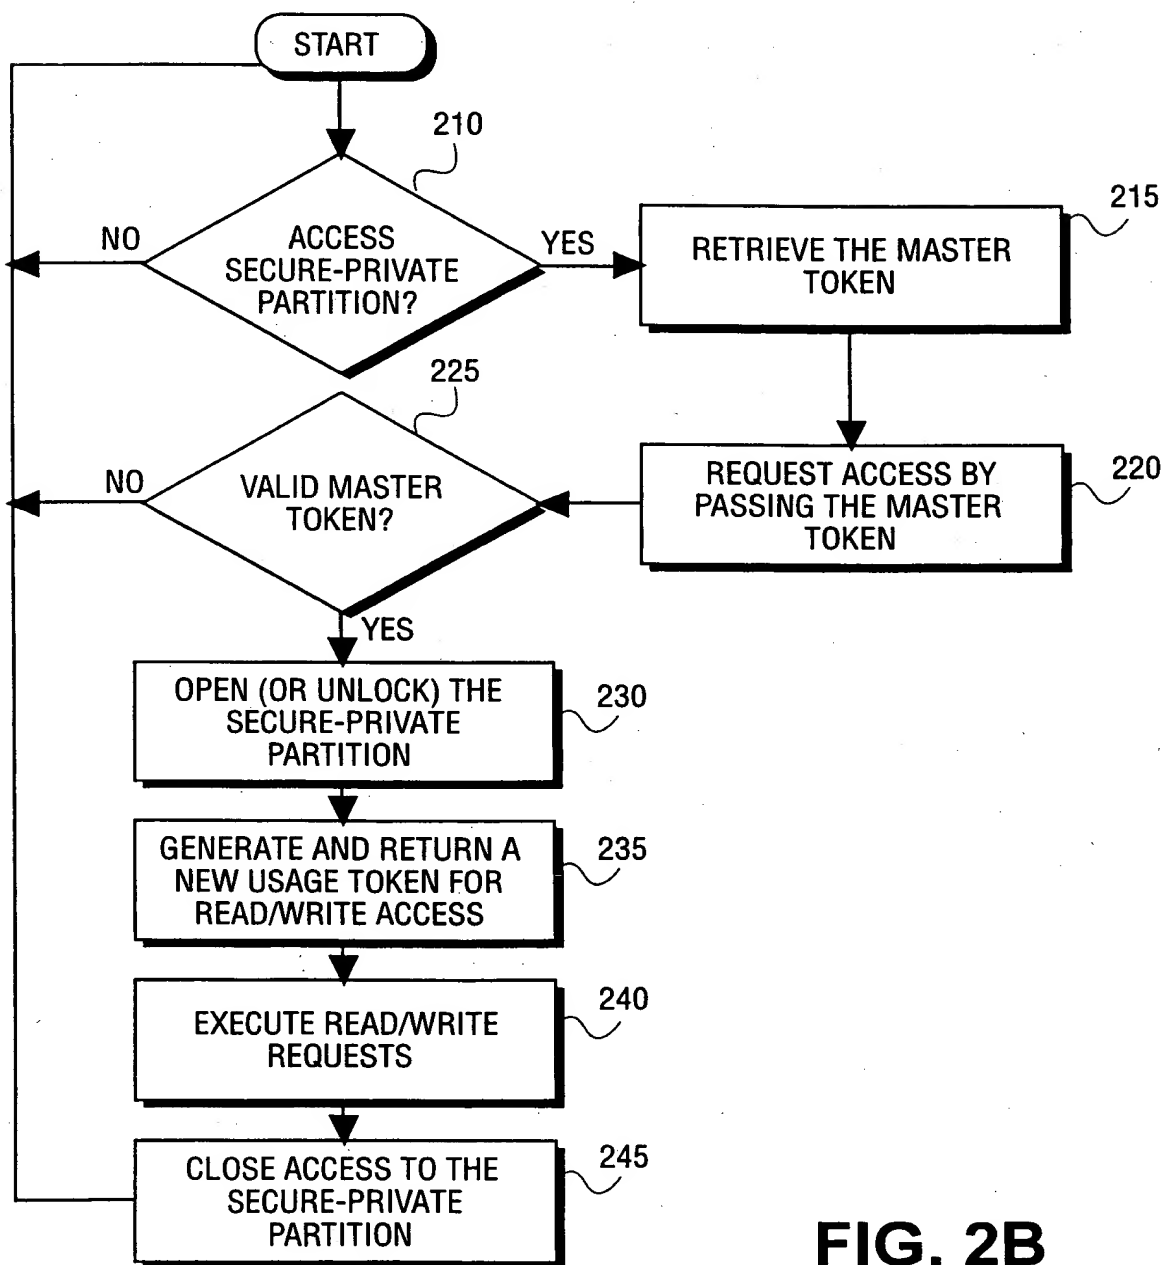 START
210
ACCESS
SECURE-PRIVATE
PARTITION?
NO
YES
215
RETRIEVE THE MASTER
TOKEN
220
REQUEST ACCESS BY
PASSING THE MASTER
TOKEN
225
VALID MASTER
TOKEN?
NO
YES
230
OPEN (OR UNLOCK) THE
SECURE-PRIVATE
PARTITION
235
GENERATE AND RETURN A
NEW USAGE TOKEN FOR
READ/WRITE ACCESS
240
EXECUTE READ/WRITE
REQUESTS
245
CLOSE ACCESS TO THE
SECURE-PRIVATE
PARTITION
FIG. 2B